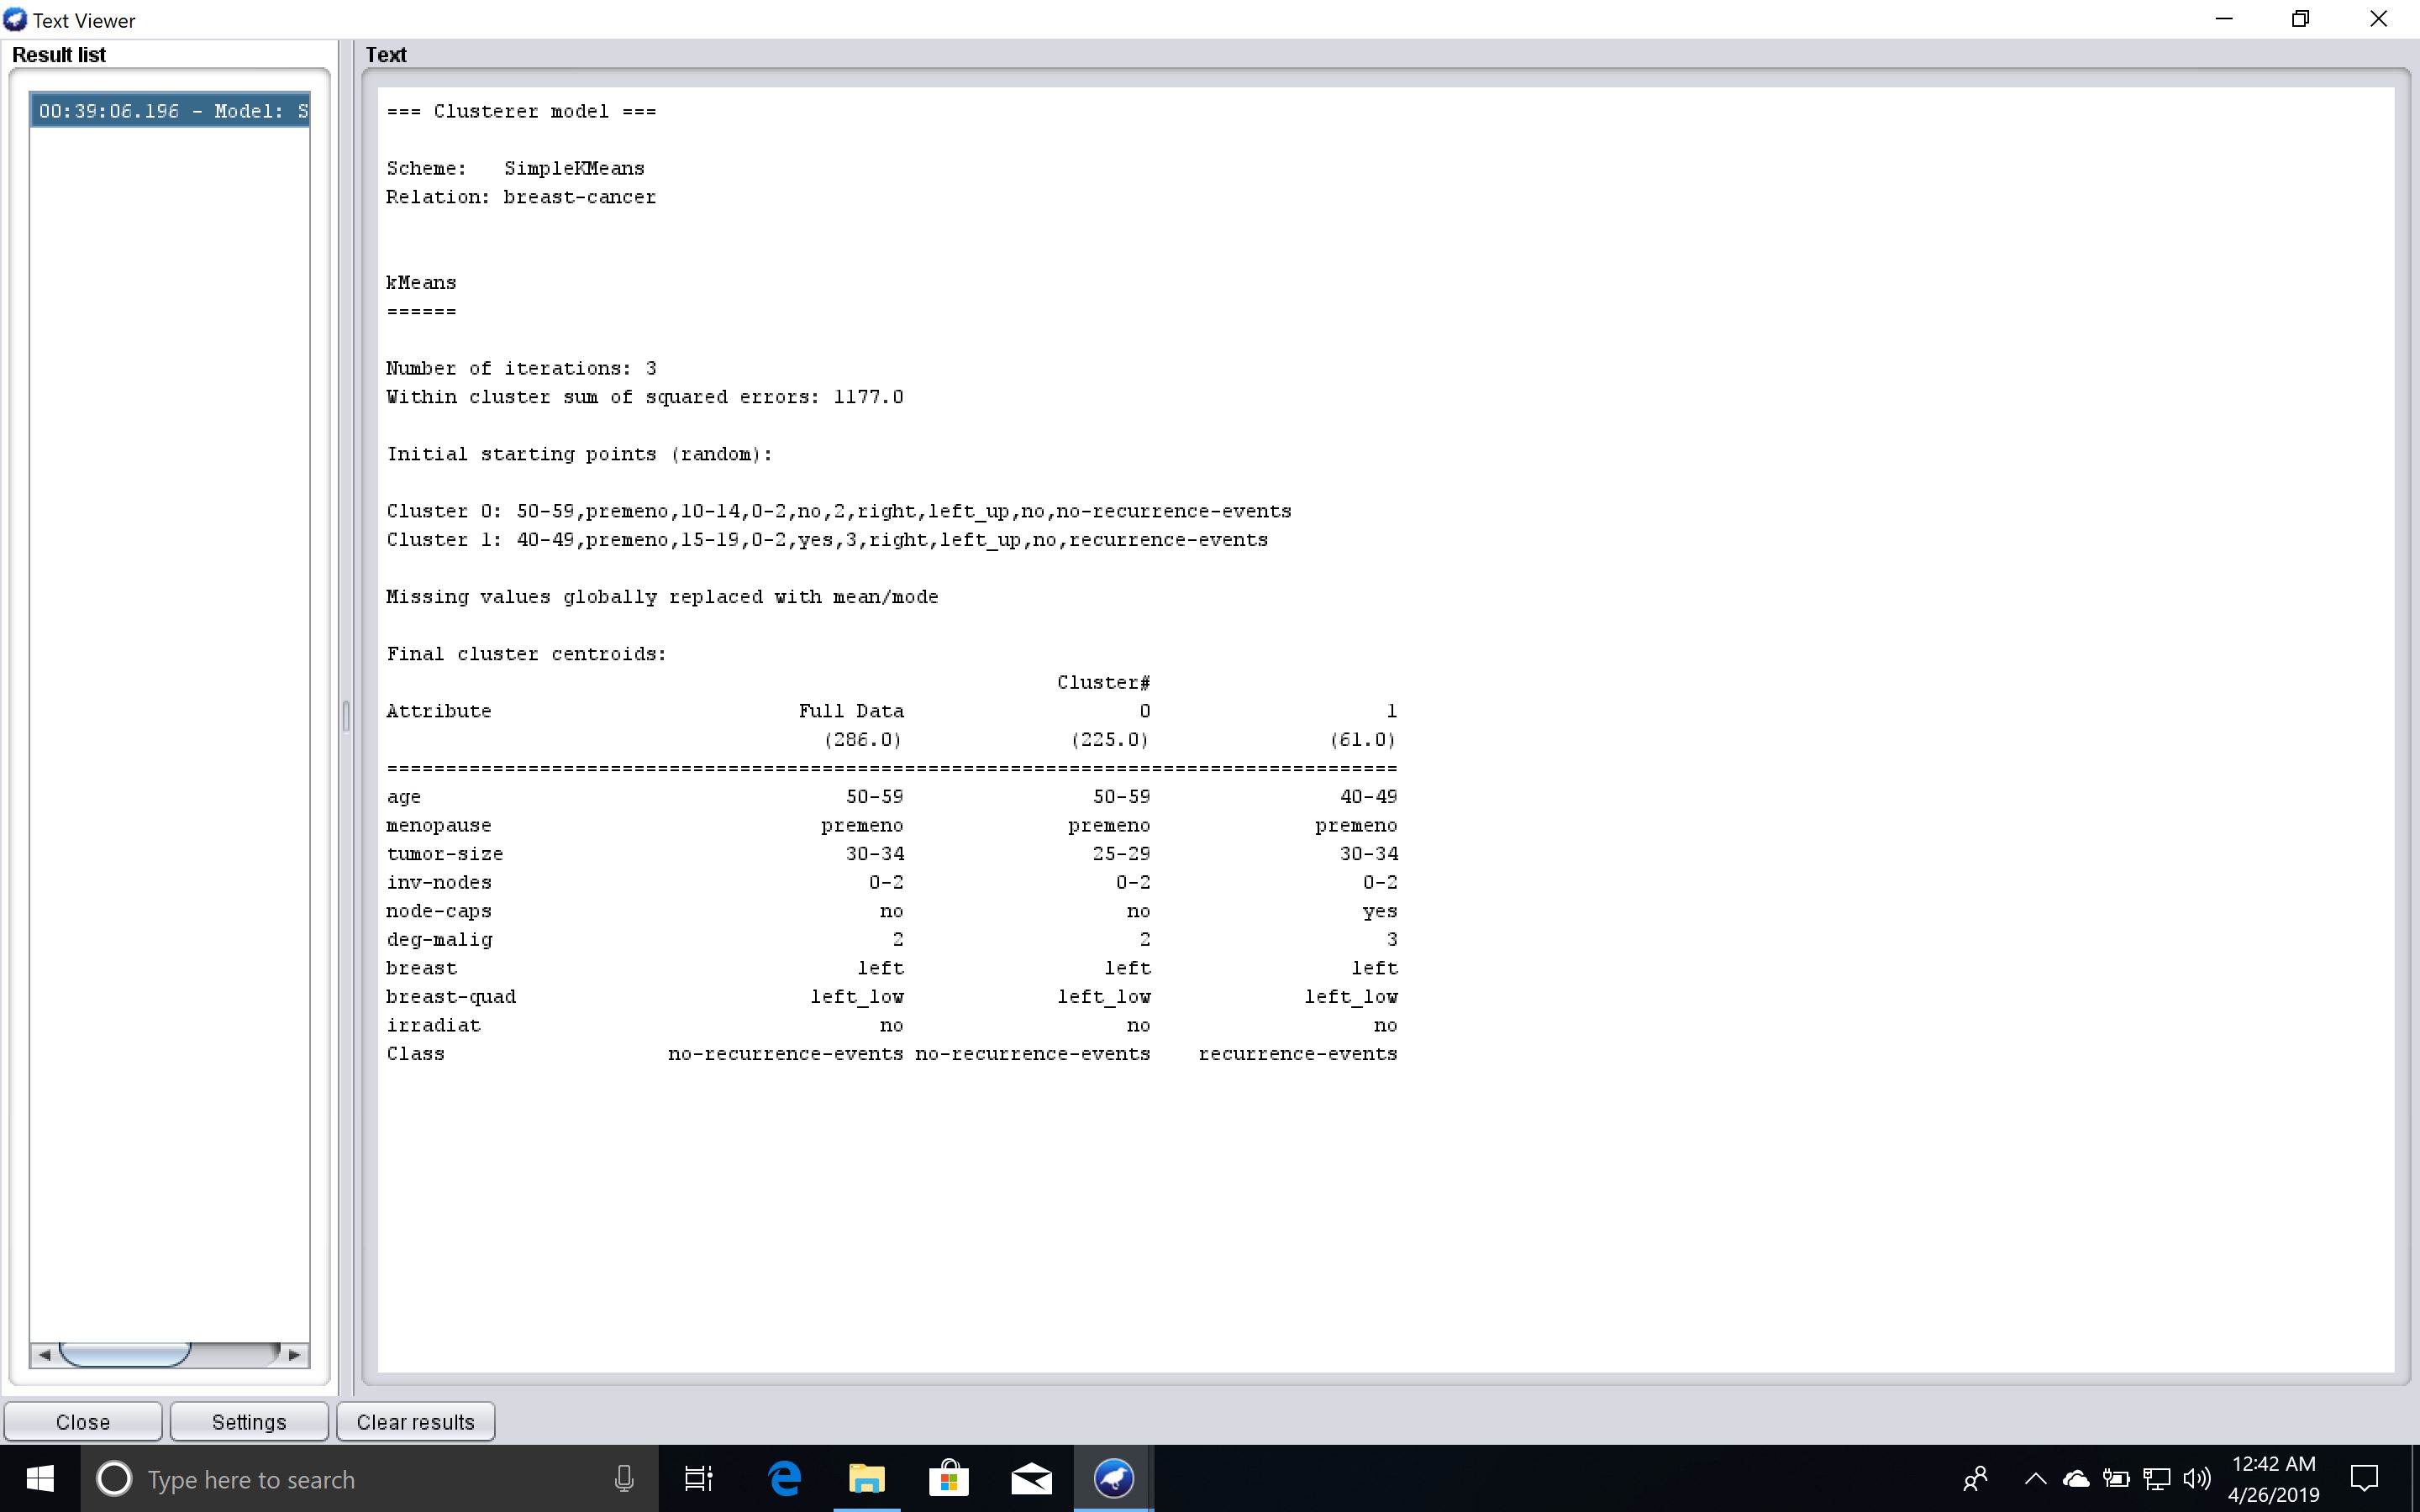 Text Viewer
Result list
00:39:06.196 - Model: S
Text
=== Clusterer model ===
Scheme:   SimpleKMeans
Relation: breast-cancer
kMeans
======
Number of iterations: 3
Within cluster sum of squared errors: 1177.0
Initial starting points (random):
Cluster 0: 50-59,premeno,10-14,0-2,no,2,right,left_up,no,no-recurrence-events
Cluster 1: 40-49,premeno,15-19,0-2,yes,3,right,left_up,no,recurrence-events
Missing values globally replaced with mean/mode
Final cluster centroids:
Cluster#
Attribute Full Data 0 1
(286.0) (225.0) (61.0)
======================================================================================
age 50-59 50-59 40-49
menopause premeno premeno premeno
tumor-size 30-34 25-29 30-34
inv-nodes 0-2 0-2 0-2
node-caps no no yes
deg-malig 2 2 3
breast left left left
breast-quad left_low left_low left_low
irradiat no no no
Class no-recurrence-events no-recurrence-events recurrence-events
Close Settings Clear results
Type here to search
12:42 AM
4/26/2019